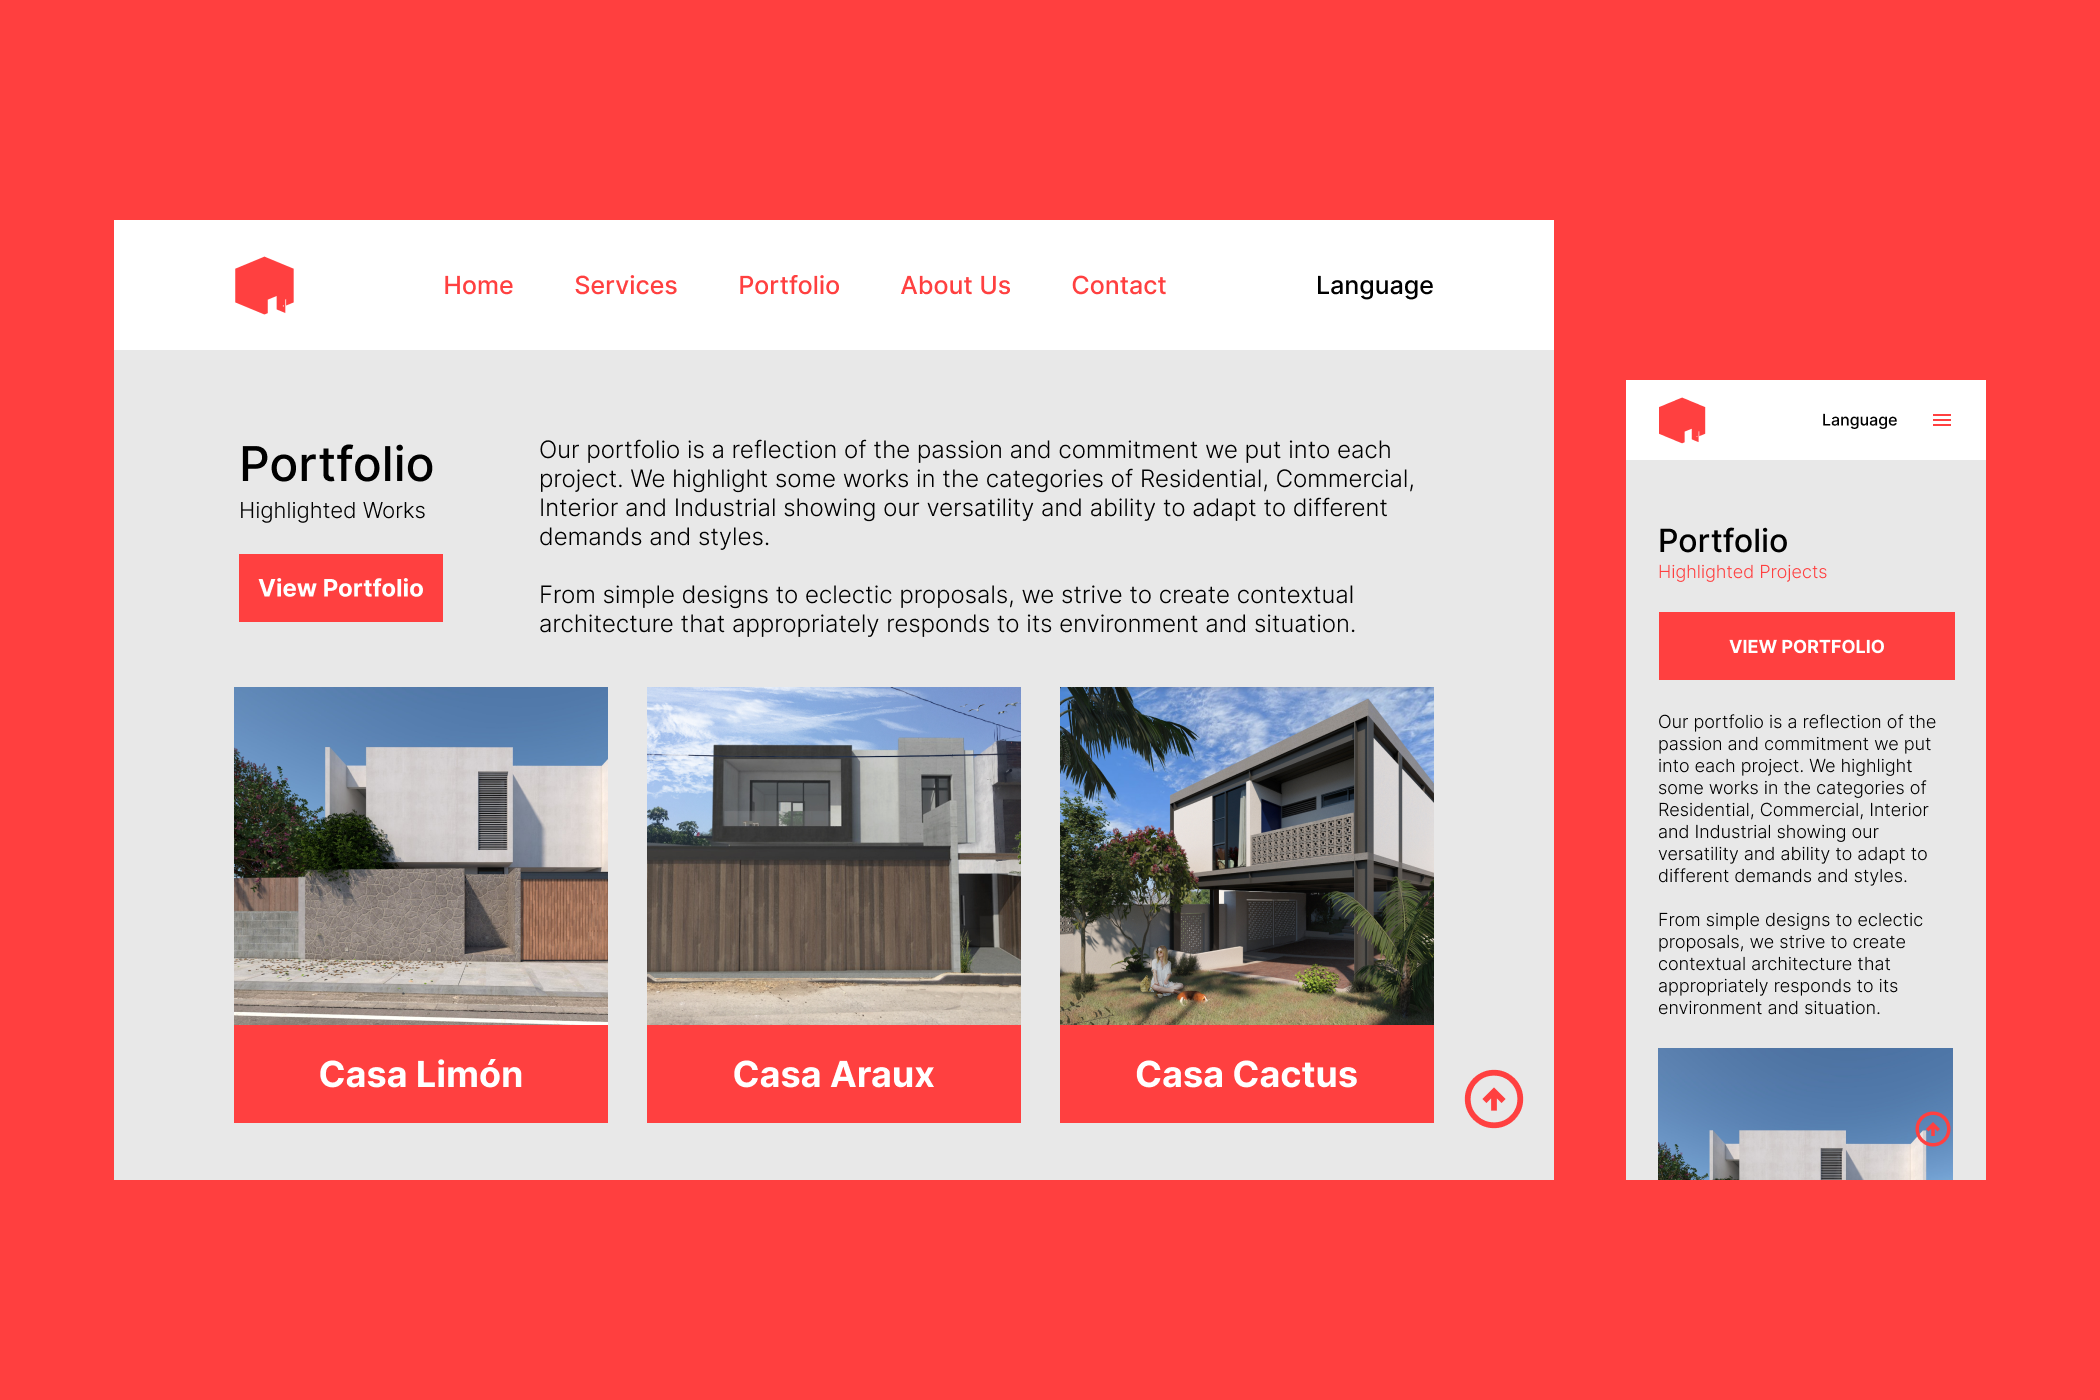 Home Services Portfolio About Us Contact Language
Portfolio
Highlighted Works
View Portfolio
Our portfolio is a reflection of the passion and commitment we put into each
project. We highlight some works in the categories of Residential, Commercial,
Interior and Industrial showing our versatility and ability to adapt to different
demands and styles.
From simple designs to eclectic proposals, we strive to create contextual
architecture that appropriately responds to its environment and situation.
Casa Limón
Casa Araux
Casa Cactus
Language
Portfolio
Highlighted Projects
VIEW PORTFOLIO
Our portfolio is a reflection of the
passion and commitment we put
into each project. We highlight
some works in the categories of
Residential, Commercial, Interior
and Industrial showing our
versatility and ability to adapt to
different demands and styles.
From simple designs to eclectic
proposals, we strive to create
contextual architecture that
appropriately responds to its
environment and situation.